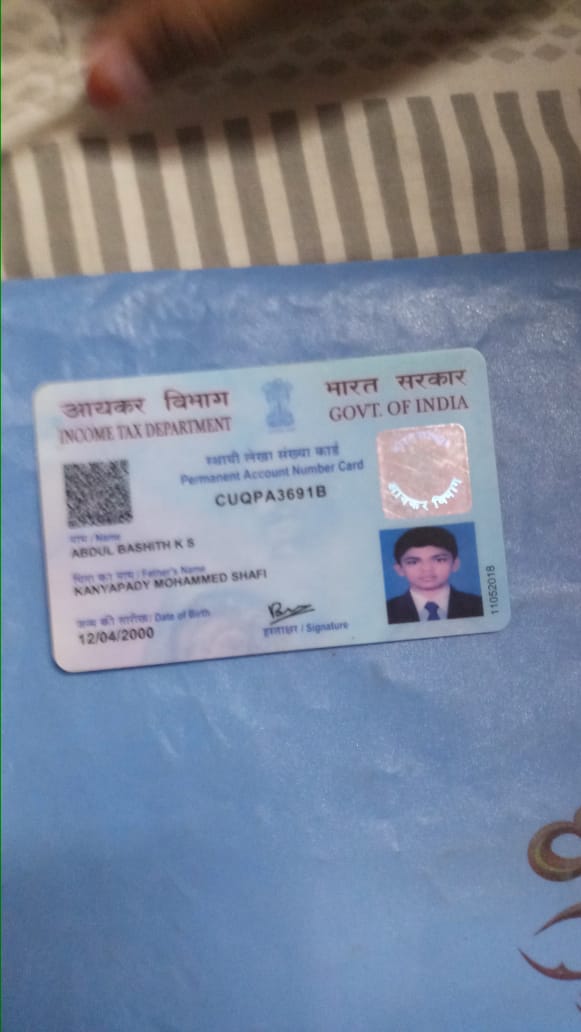 आयकर विभाग
INCOME TAX DEPARTMENT
भारत सरकार
GOVT. OF INDIA
स्थायी लेखा संख्या कार्ड
Permanent Account Number Card
CUQPA3691B
नाम / Name
ABDUL BASHITH K S
पिता का नाम / Father's Name
KANYAPADY MOHAMMED SHAFI
जन्म की तारीख / Date of Birth
12/04/2000
हस्ताक्षर / Signature
11052018
आयकर विभाग